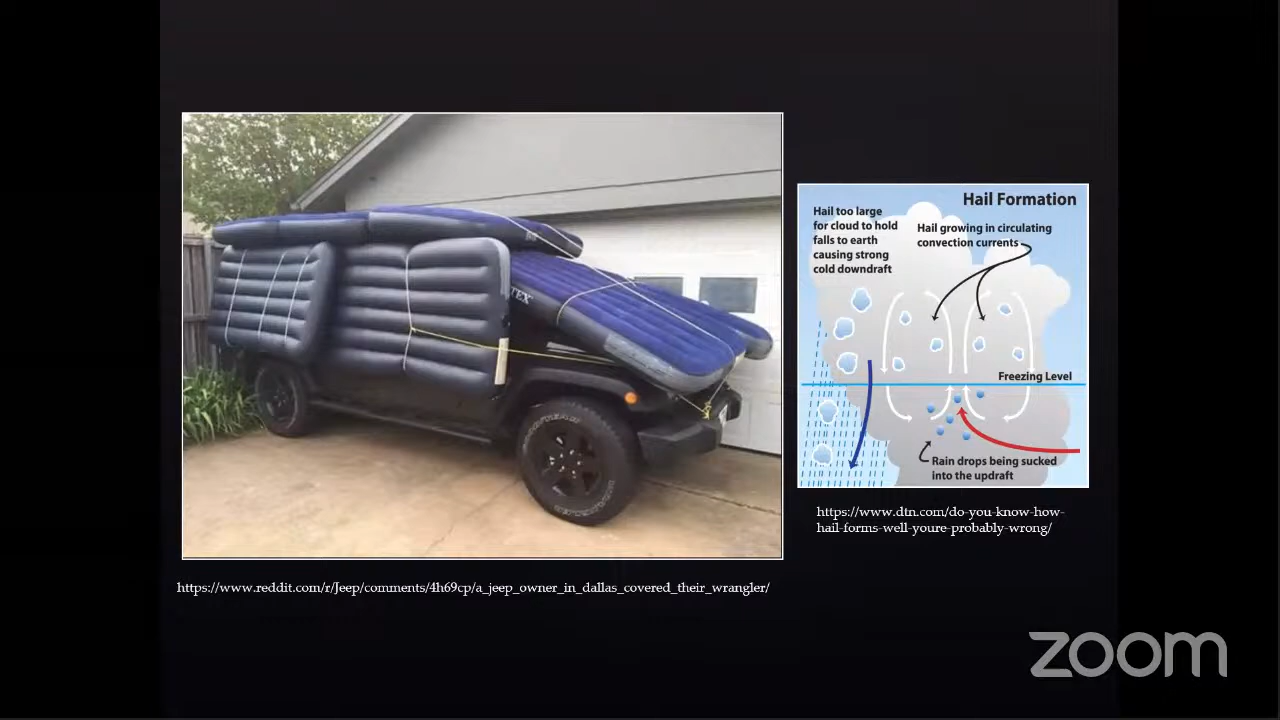 TEX
Hail Formation
Hail too large
for cloud to hold
falls to earth
causing strong
cold downdraft
Hail growing in circulating
convection currents
Freezing Level
Rain drops being sucked
into the updraft
https://www.dtn.com/do-you-know-how-
hail-forms-well-youre-probably-wrong/
https://www.reddit.com/r/Jeep/comments/4h69cp/a_jeep_owner_in_dallas_covered_their_wrangler/
zoom